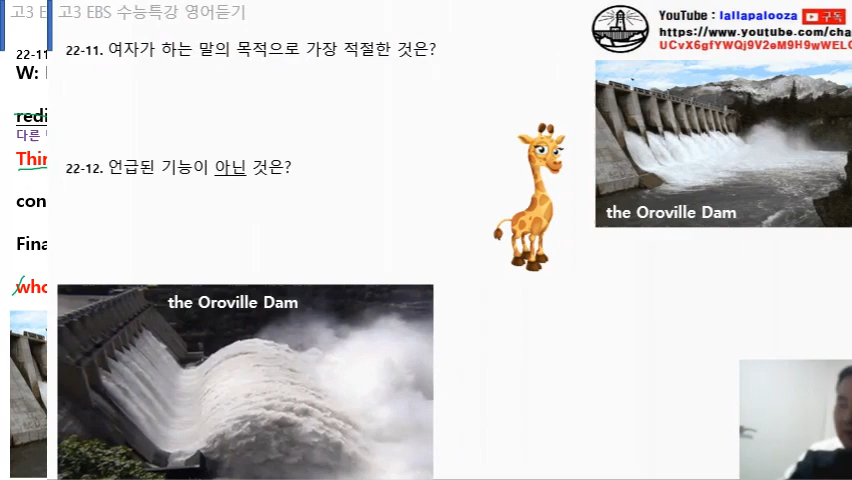 고3 E
고3 EBS 수능특강 영어듣기
YouTube : lallapalooza 구독
https://www.youtube.com/cha
UCvX6gfYWQj9V2eM9H9wWELC
22-11
22-11. 여자가 하는 말의 목적으로 가장 적절한 것은?
W:
redi
다른
Thin
22-12. 언급된 기능이 아닌 것은?
con
the Oroville Dam
Fina
who
the Oroville Dam